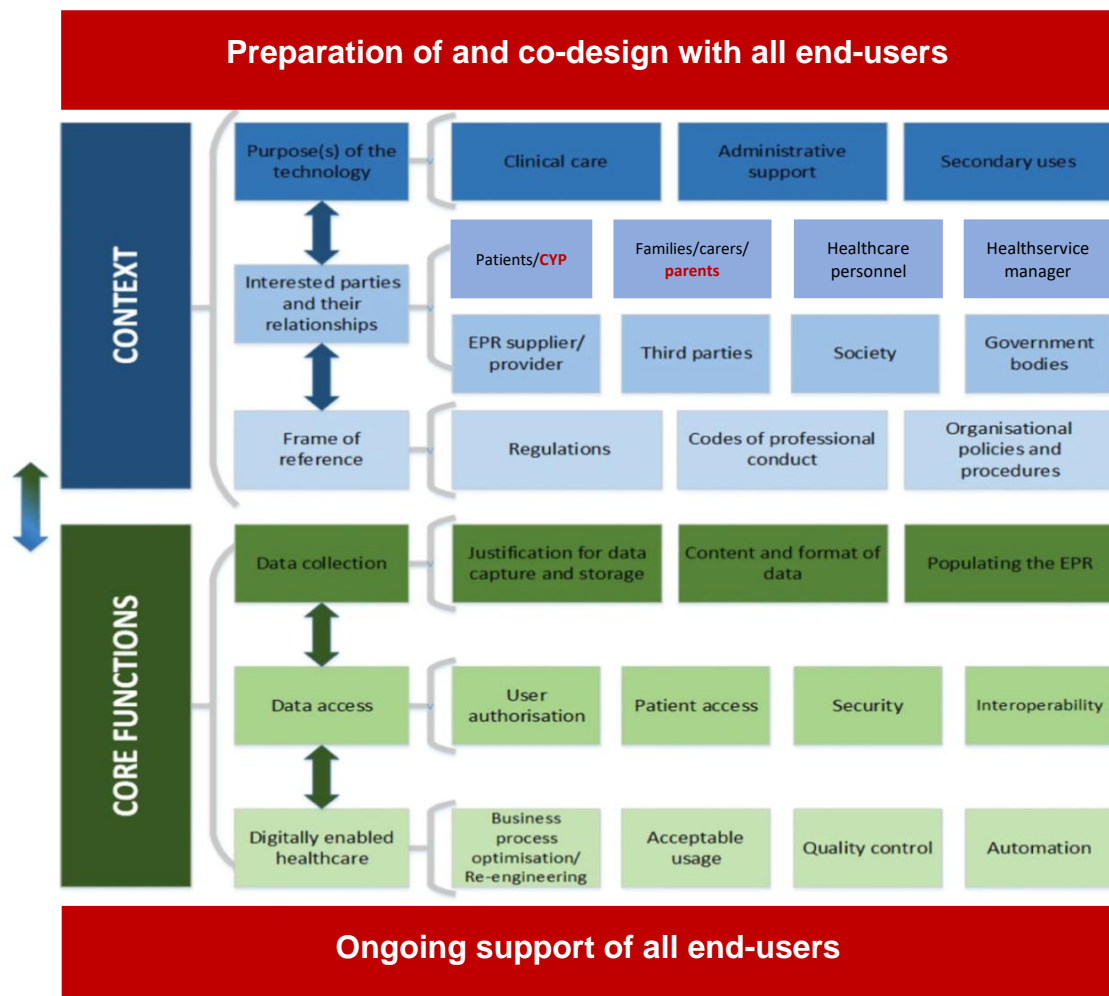 Preparation of and co-design with all end-users
CONTEXT
Purpose(s) of the
technology
Clinical care
Administrative
support
Secondary uses
Interested parties
and their
relationships
Patients/CYP
Families/carers/
parents
Healthcare
personnel
Healthservice
manager
EPR supplier/
provider
Third parties
Society
Government
bodies
Frame of
reference
Regulations
Codes of professional
conduct
Organisational
policies and
procedures
CORE FUNCTIONS
Data collection
Justification for data
capture and storage
Content and format of
data
Populating the EPR
Data access
User
authorisation
Patient access
Security
Interoperability
Digitally enabled
healthcare
Business
process
optimisation/
Re-engineering
Acceptable
usage
Quality control
Automation
Ongoing support of all end-users